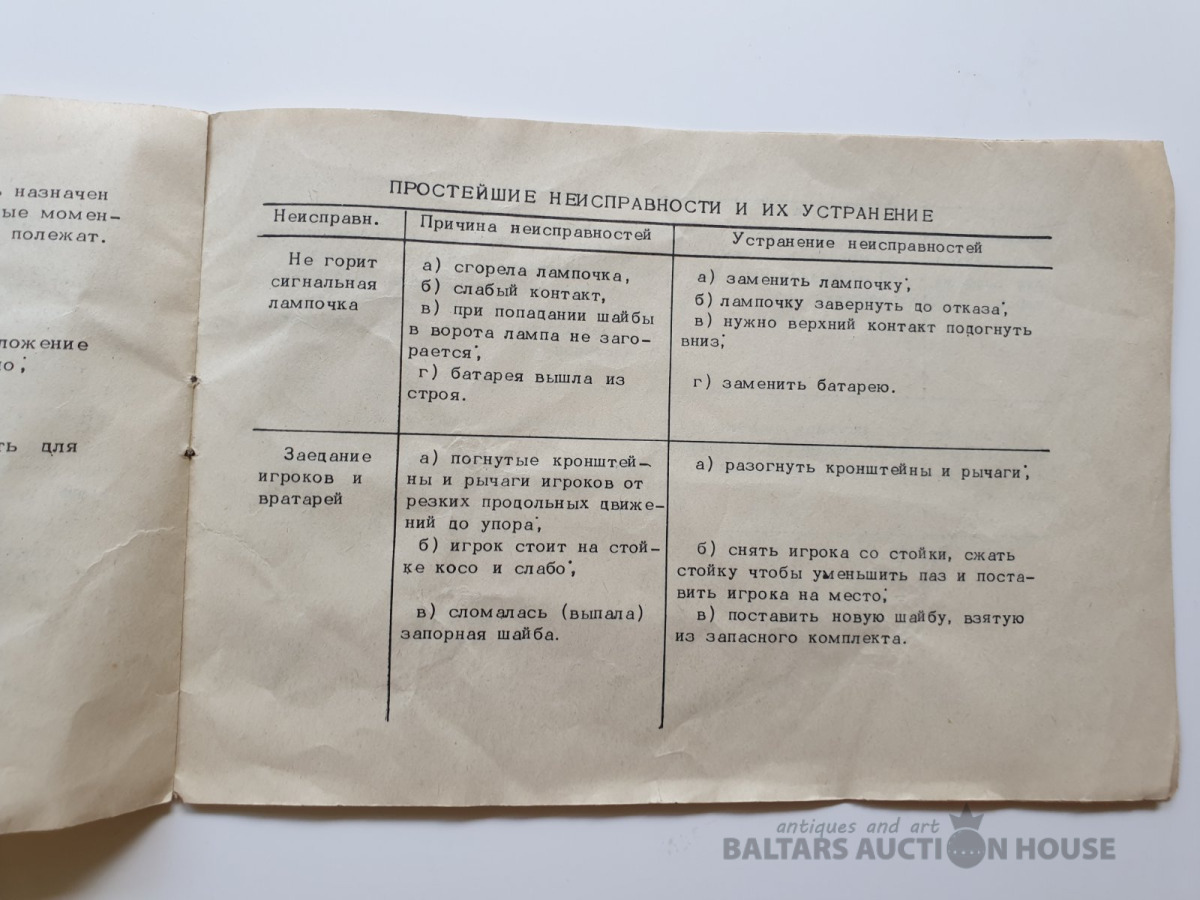 назначен
ые момен-
полежат.
ложение
но;
ть для
ПРОСТЕЙШИЕ НЕИСПРАВНОСТИ И ИХ УСТРАНЕНИЕ
Неисправн.
Причина неисправностей
Устранение неисправностей
Не горит
сигнальная
лампочка
а) сгорела лампочка,
б) слабый контакт,
в) при попадании шайбы
в ворота лампа не заго-
рается;
г) батарея вышла из
строя.
а) заменить лампочку;
б) лампочку завернуть до отказа;
в) нужно верхний контакт подогнуть
вниз;
г) заменить батарею.
Заедание
игроков и
вратарей
а) погнутые кронштей-
ны и рычаги игроков от
резких продольных движе-
ний до упора;
б) игрок стоит на стой-
ке косо и слабо;
в) сломалась (выпала)
запорная шайба.
а) разогнуть кронштейны и рычаги;
б) снять игрока со стойки, сжать
стойку чтобы уменьшить паз и поста-
вить игрока на место;
в) поставить новую шайбу, взятую
из запасного комплекта.
antiques and art
BALTARS AUCTION HOUSE